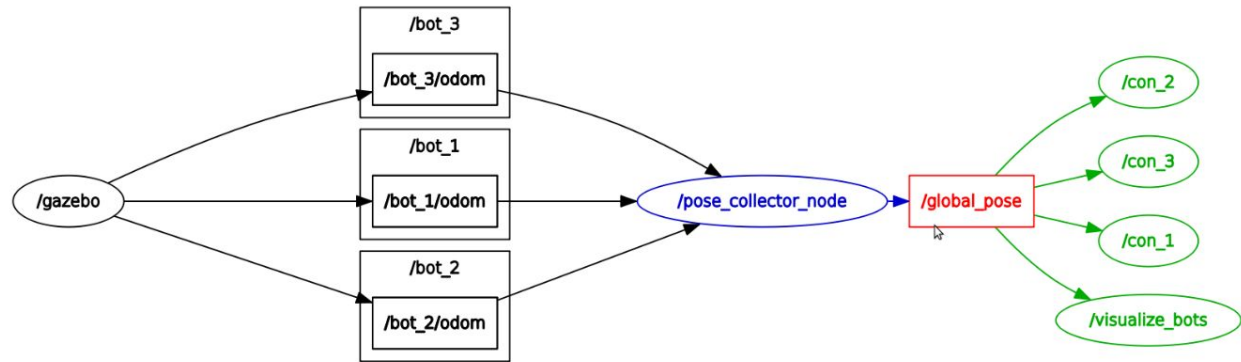 /gazebo
/bot_3
/bot_3/odom
/bot_1
/bot_1/odom
/bot_2
/bot_2/odom
/pose_collector_node
/global_pose
/con_2
/con_3
/con_1
/visualize_bots